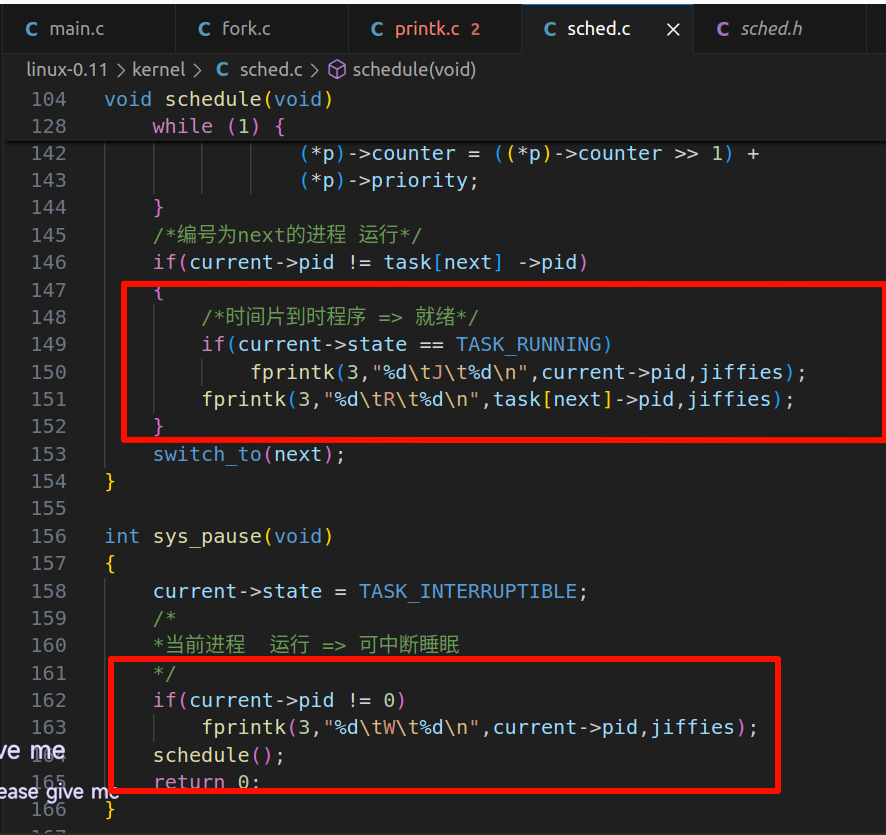 main.c fork.c printk.c 2 sched.c sched.h
linux-0.11 > kernel > sched.c > schedule(void)
104 void schedule(void)
128 while (1) {
142 (*p)->counter = ((*p)->counter >> 1) +
143 (*p)->priority;
144 }
145 /*编号为next的进程 运行*/
146 if(current->pid != task[next] ->pid)
147 {
148 /*时间片到时程序 => 就绪*/
149 if(current->state == TASK_RUNNING)
150 fprintk(3,"%d\tJ\t%d\n",current->pid,jiffies);
151 fprintk(3,"%d\tR\t%d\n",task[next]->pid,jiffies);
152 }
153 switch_to(next);
154 }
155
156 int sys_pause(void)
157 {
158 current->state = TASK_INTERRUPTIBLE;
159 /*
160 *当前进程 运行 => 可中断睡眠
161 */
162 if(current->pid != 0)
163 fprintk(3,"%d\tW\t%d\n",current->pid,jiffies);
ve me
164 schedule();
165 return 0;
ease give me
166 }